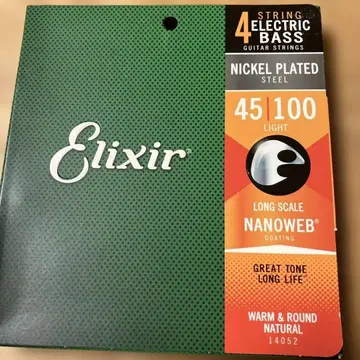 4 STRING
ELECTRIC
BASS
GUITAR STRINGS
NICKEL PLATED
STEEL
45|100
LIGHT
Elixir®
LONG SCALE
NANOWEB®
COATING
GREAT TONE
LONG LIFE™
WARM & ROUND
NATURAL
14052